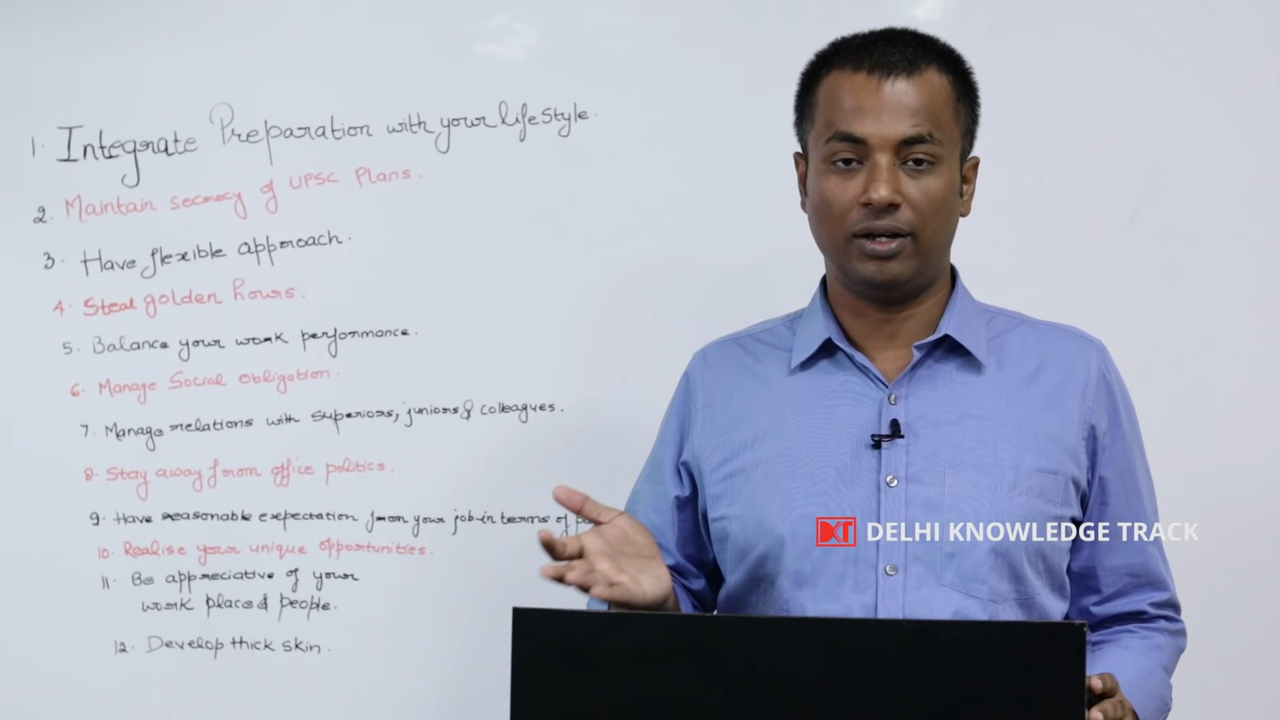 1. Integrate Preparation with your lifestyle.
2. Maintain secrecy of UPSC Plans.
3. Have flexible approach.
4. Steal golden hours.
5. Balance your work performance.
6. Manage Social obligation.
7. Manage relations with superiors, juniors & colleagues.
8. Stay away from office politics.
9. Have reasonable expectation from your job-in terms of
10. Realise your unique opportunities.
11. Be appreciative of your
work place & people.
12. Develop thick skin.
DKT DELHI KNOWLEDGE TRACK